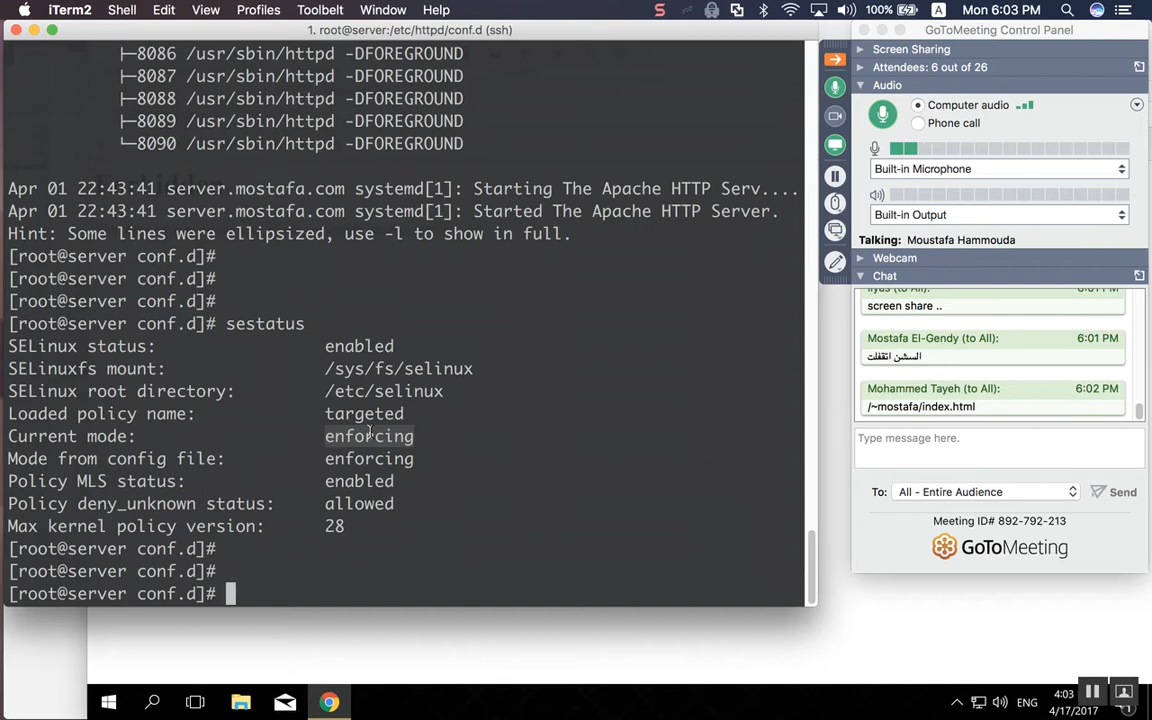 iTerm2 Shell Edit View Profiles Toolbelt Window Help
100% A Mon 6:03 PM
1. root@server:/etc/httpd/conf.d (ssh)
├─8086 /usr/sbin/httpd -DFOREGROUND
├─8087 /usr/sbin/httpd -DFOREGROUND
├─8088 /usr/sbin/httpd -DFOREGROUND
├─8089 /usr/sbin/httpd -DFOREGROUND
└─8090 /usr/sbin/httpd -DFOREGROUND
Apr 01 22:43:41 server.mostafa.com systemd[1]: Starting The Apache HTTP Serv....
Apr 01 22:43:41 server.mostafa.com systemd[1]: Started The Apache HTTP Server.
Hint: Some lines were ellipsized, use -l to show in full.
[root@server conf.d]#
[root@server conf.d]#
[root@server conf.d]#
[root@server conf.d]# sestatus
SELinux status: enabled
SELinuxfs mount: /sys/fs/selinux
SELinux root directory: /etc/selinux
Loaded policy name: targeted
Current mode: enforcing
Mode from config file: enforcing
Policy MLS status: enabled
Policy deny_unknown status: allowed
Max kernel policy version: 28
[root@server conf.d]#
[root@server conf.d]#
[root@server conf.d]#
GoToMeeting Control Panel
Screen Sharing
Attendees: 6 out of 26
Audio
Computer audio
Phone call
Built-in Microphone
Built-in Output
Talking: Moustafa Hammouda
Webcam
Chat
Ilyas (to All): 6:01 PM
screen share ..
Mostafa El-Gendy (to All): 6:01 PM
السشن اتقفلت
Mohammed Tayeh (to All): 6:02 PM
/~mostafa/index.html
Type message here.
To: All - Entire Audience Send
Meeting ID# 892-792-213
GoToMeeting
ENG
4:03
4/17/2017